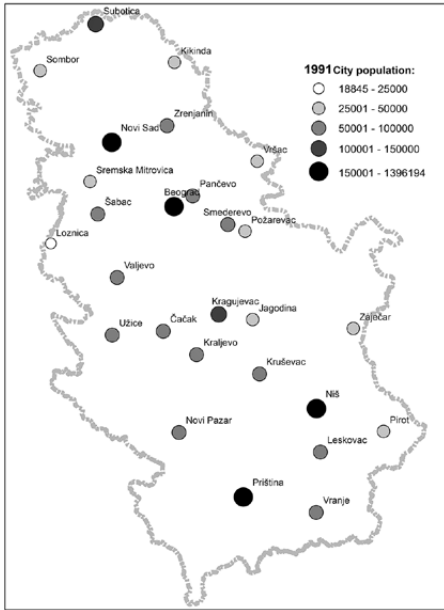 Subotica
Sombor
Kikinda
1991 City population:
18845 - 25000
25001 - 50000
50001 - 100000
100001 - 150000
150001 - 1396194
Zrenjanin
Novi Sad
Vršac
Sremska Mitrovica
Pančevo
Beograd
Šabac
Smederevo
Požarevac
Loznica
Valjevo
Kragujevac
Jagodina
Zaječar
Užice
Čačak
Kraljevo
Kruševac
Niš
Novi Pazar
Pirot
Leskovac
Priština
Vranje